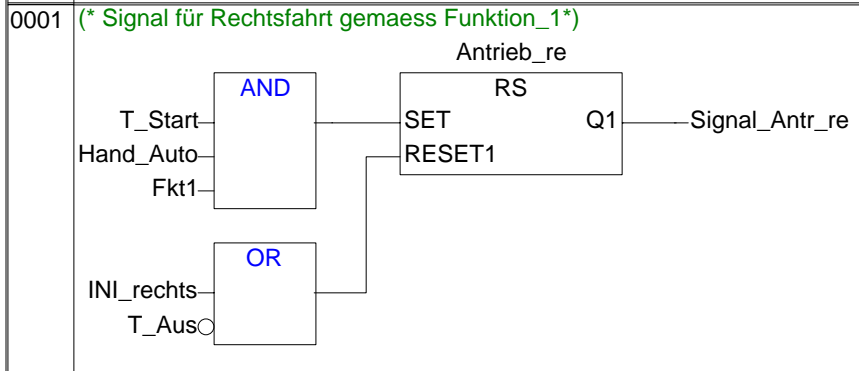 0001 (* Signal für Rechtsfahrt gemaess Funktion_1*)
Antrieb_re
AND
RS
T_Start
SET
Q1
Signal_Antr_re
Hand_Auto
RESET1
Fkt1
OR
INI_rechts
T_Aus